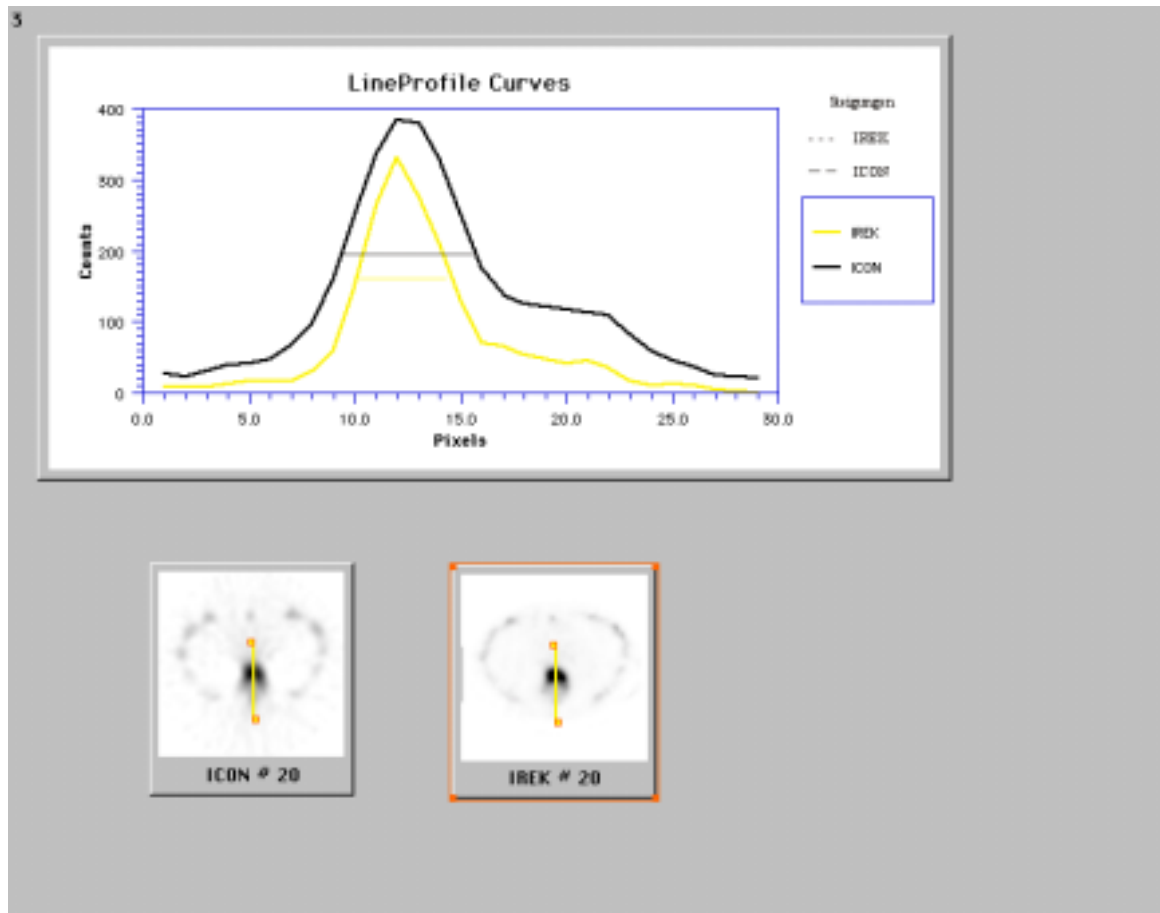 3
LineProfile Curves
400
300
200
100
0
Counts
0.0 5.0 10.0 15.0 20.0 25.0 30.0
Pixels
IREK
ICON
IREK
ICON
ICON # 20
IREK # 20